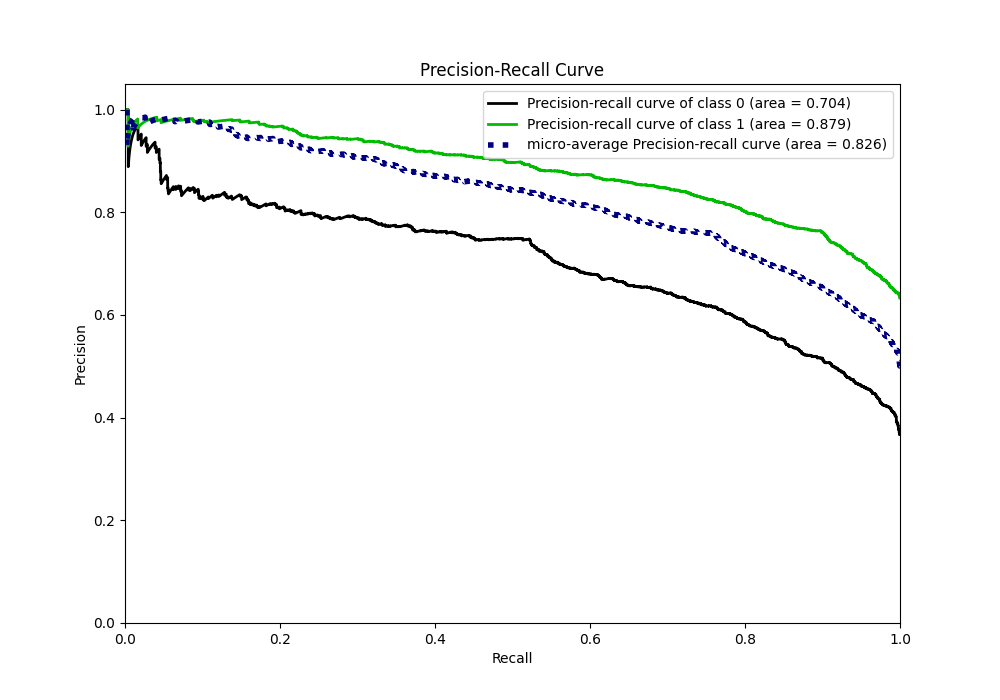 Precision-Recall Curve
Precision-recall curve of class 0 (area = 0.704)
Precision-recall curve of class 1 (area = 0.879)
micro-average Precision-recall curve (area = 0.826)
1.0
0.8
0.6
0.4
0.2
0.0
Precision
0.0 0.2 0.4 0.6 0.8 1.0
Recall